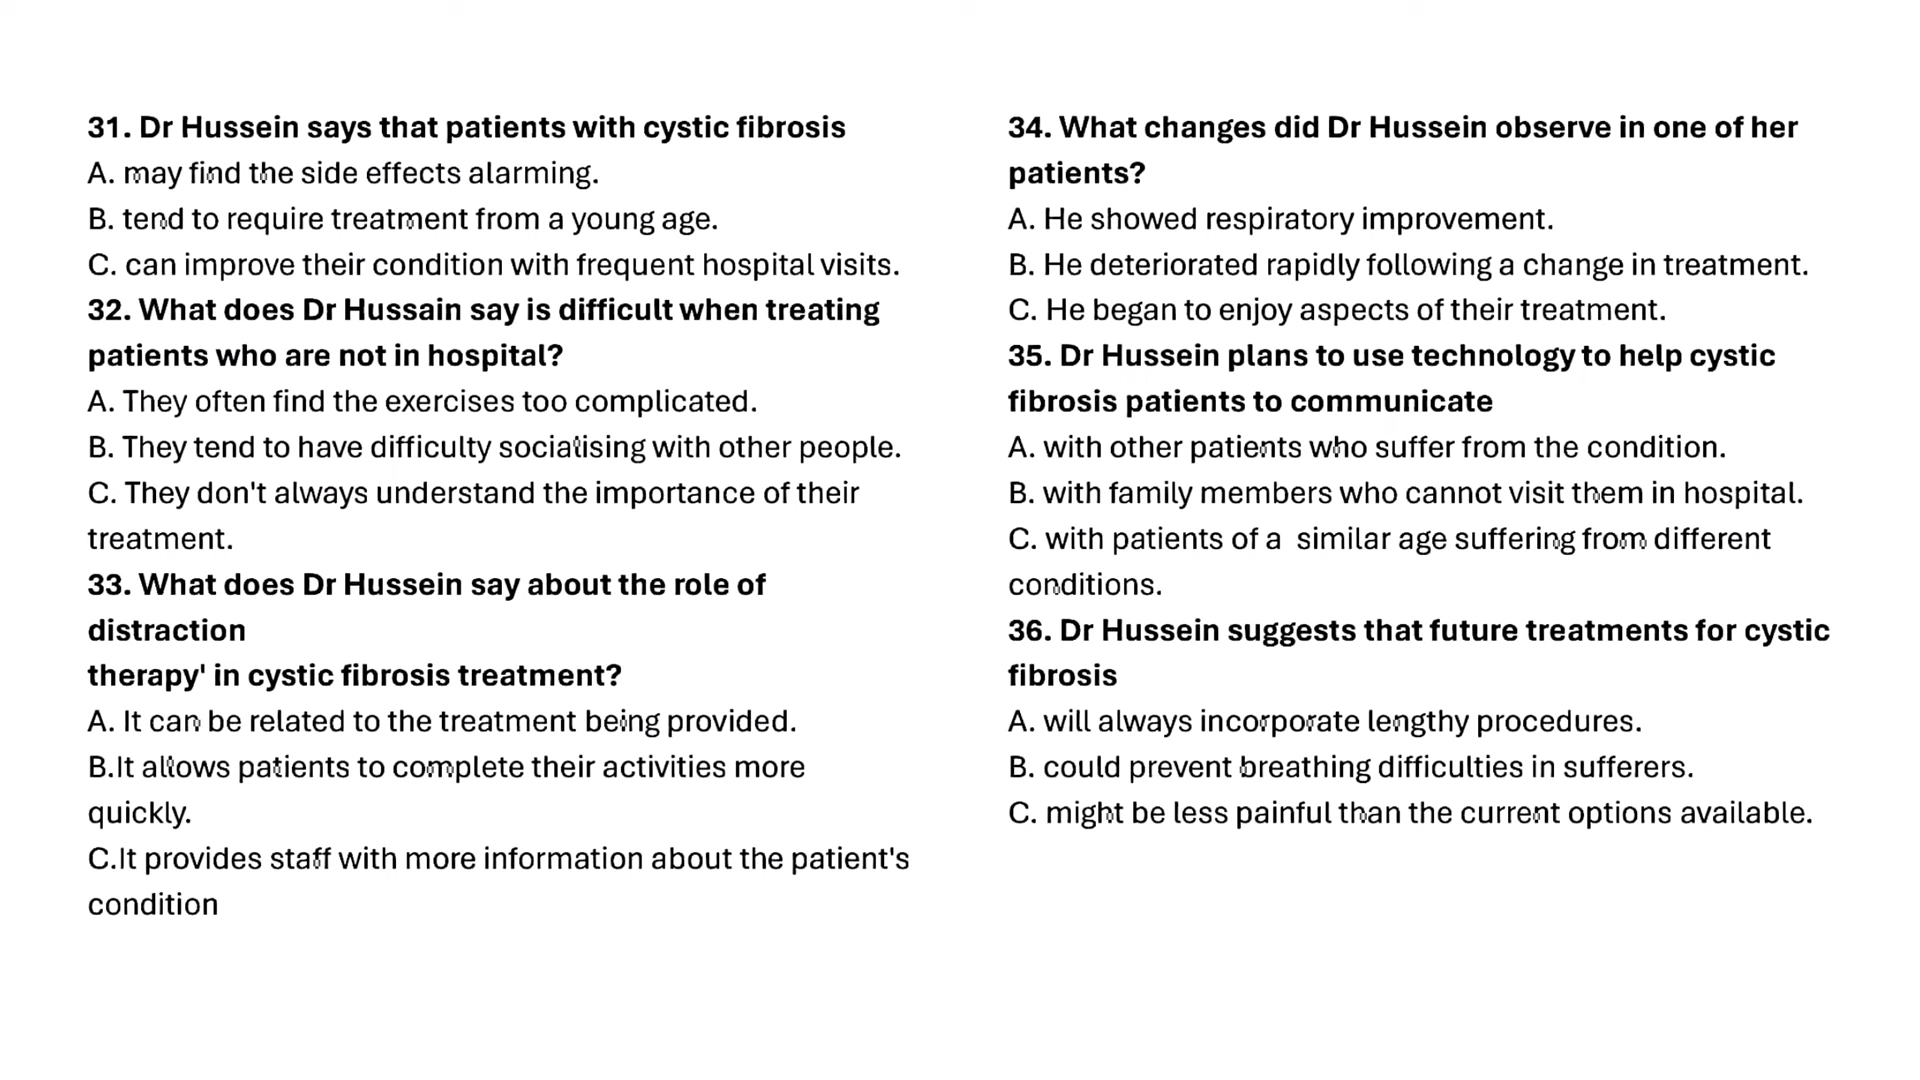 31. Dr Hussein says that patients with cystic fibrosis
A. may find the side effects alarming.
B. tend to require treatment from a young age.
C. can improve their condition with frequent hospital visits.
32. What does Dr Hussain say is difficult when treating
patients who are not in hospital?
A. They often find the exercises too complicated.
B. They tend to have difficulty socialising with other people.
C. They don't always understand the importance of their
treatment.
33. What does Dr Hussein say about the role of
distraction
therapy' in cystic fibrosis treatment?
A. It can be related to the treatment being provided.
B.It allows patients to complete their activities more
quickly.
C.It provides staff with more information about the patient's
condition
34. What changes did Dr Hussein observe in one of her
patients?
A. He showed respiratory improvement.
B. He deteriorated rapidly following a change in treatment.
C. He began to enjoy aspects of their treatment.
35. Dr Hussein plans to use technology to help cystic
fibrosis patients to communicate
A. with other patients who suffer from the condition.
B. with family members who cannot visit them in hospital.
C. with patients of a  similar age suffering from different
conditions.
36. Dr Hussein suggests that future treatments for cystic
fibrosis
A. will always incorporate lengthy procedures.
B. could prevent breathing difficulties in sufferers.
C. might be less painful than the current options available.